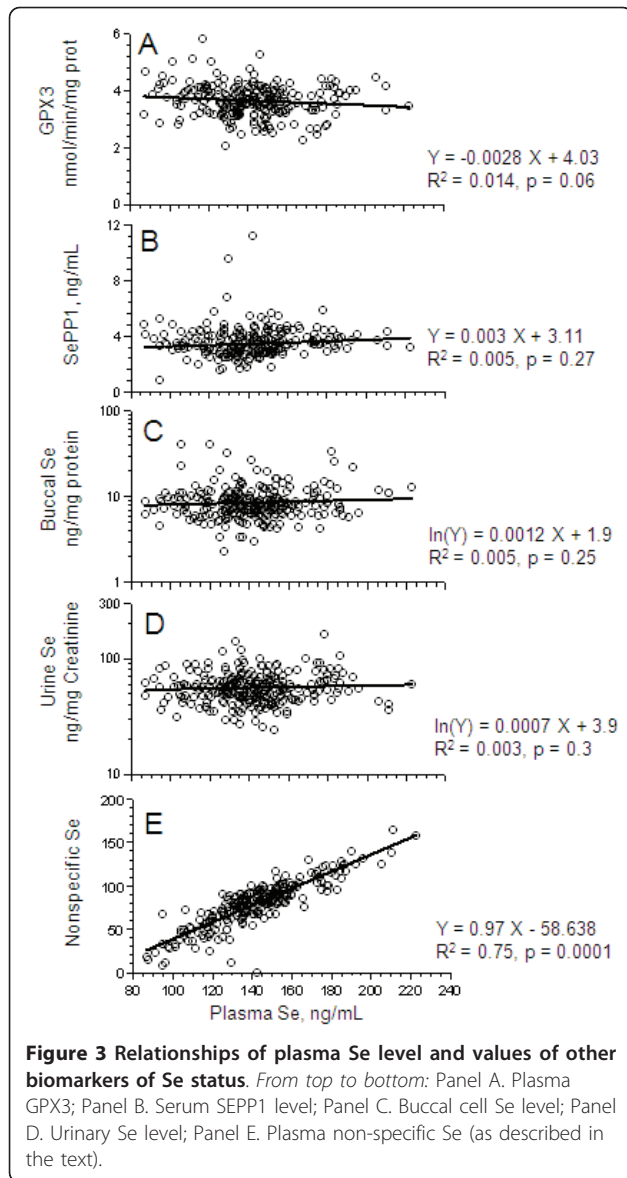 A
6
4
2
0
GPX3
nmol/min/mg prot
Y = -0.0028 X + 4.03
R² = 0.014, p = 0.06
B
12
8
4
0
SePP1, ng/mL
Y = 0.003 X + 3.11
R² = 0.005, p = 0.27
C
100
10
1
Buccal Se
ng/mg protein
ln(Y) = 0.0012 X + 1.9
R² = 0.005, p = 0.25
D
300
100
10
Urine Se
ng/mg Creatinine
ln(Y) = 0.0007 X + 3.9
R² = 0.003, p = 0.3
E
200
150
100
50
0
Nonspecific Se
Y = 0.97 X - 58.638
R² = 0.75, p = 0.0001
80 100 120 140 160 180 200 220 240
Plasma Se, ng/mL
Figure 3 Relationships of plasma Se level and values of other
biomarkers of Se status. From top to bottom: Panel A. Plasma
GPX3; Panel B. Serum SEPP1 level; Panel C. Buccal cell Se level; Panel
D. Urinary Se level; Panel E. Plasma non-specific Se (as described in
the text).